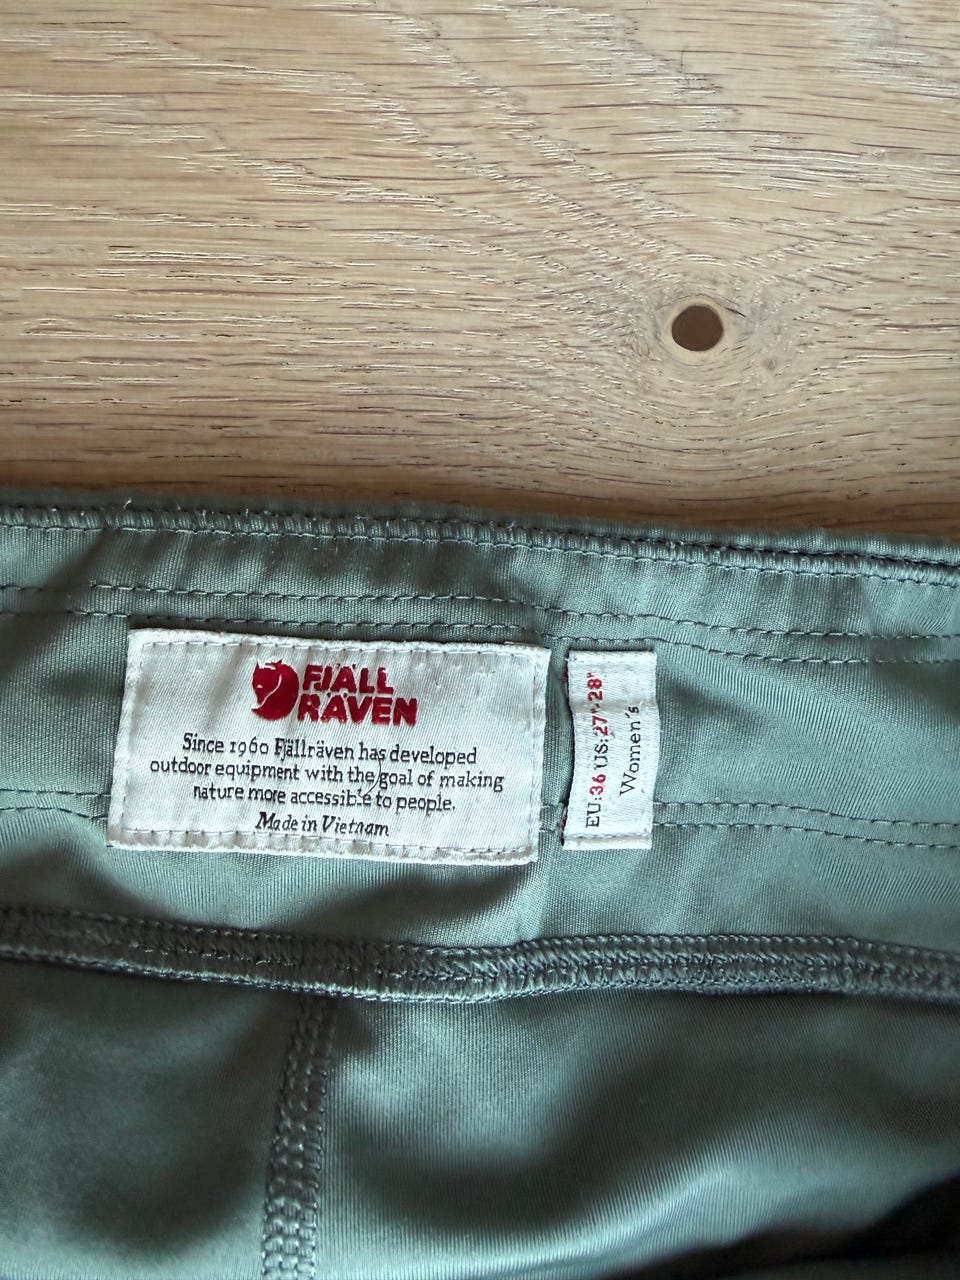 FJÄLL
RÄVEN
Since 1960 Fjällräven has developed
outdoor equipment with the goal of making
nature more accessible to people.
Made in Vietnam
EU:36 US:27"-28"
Women's